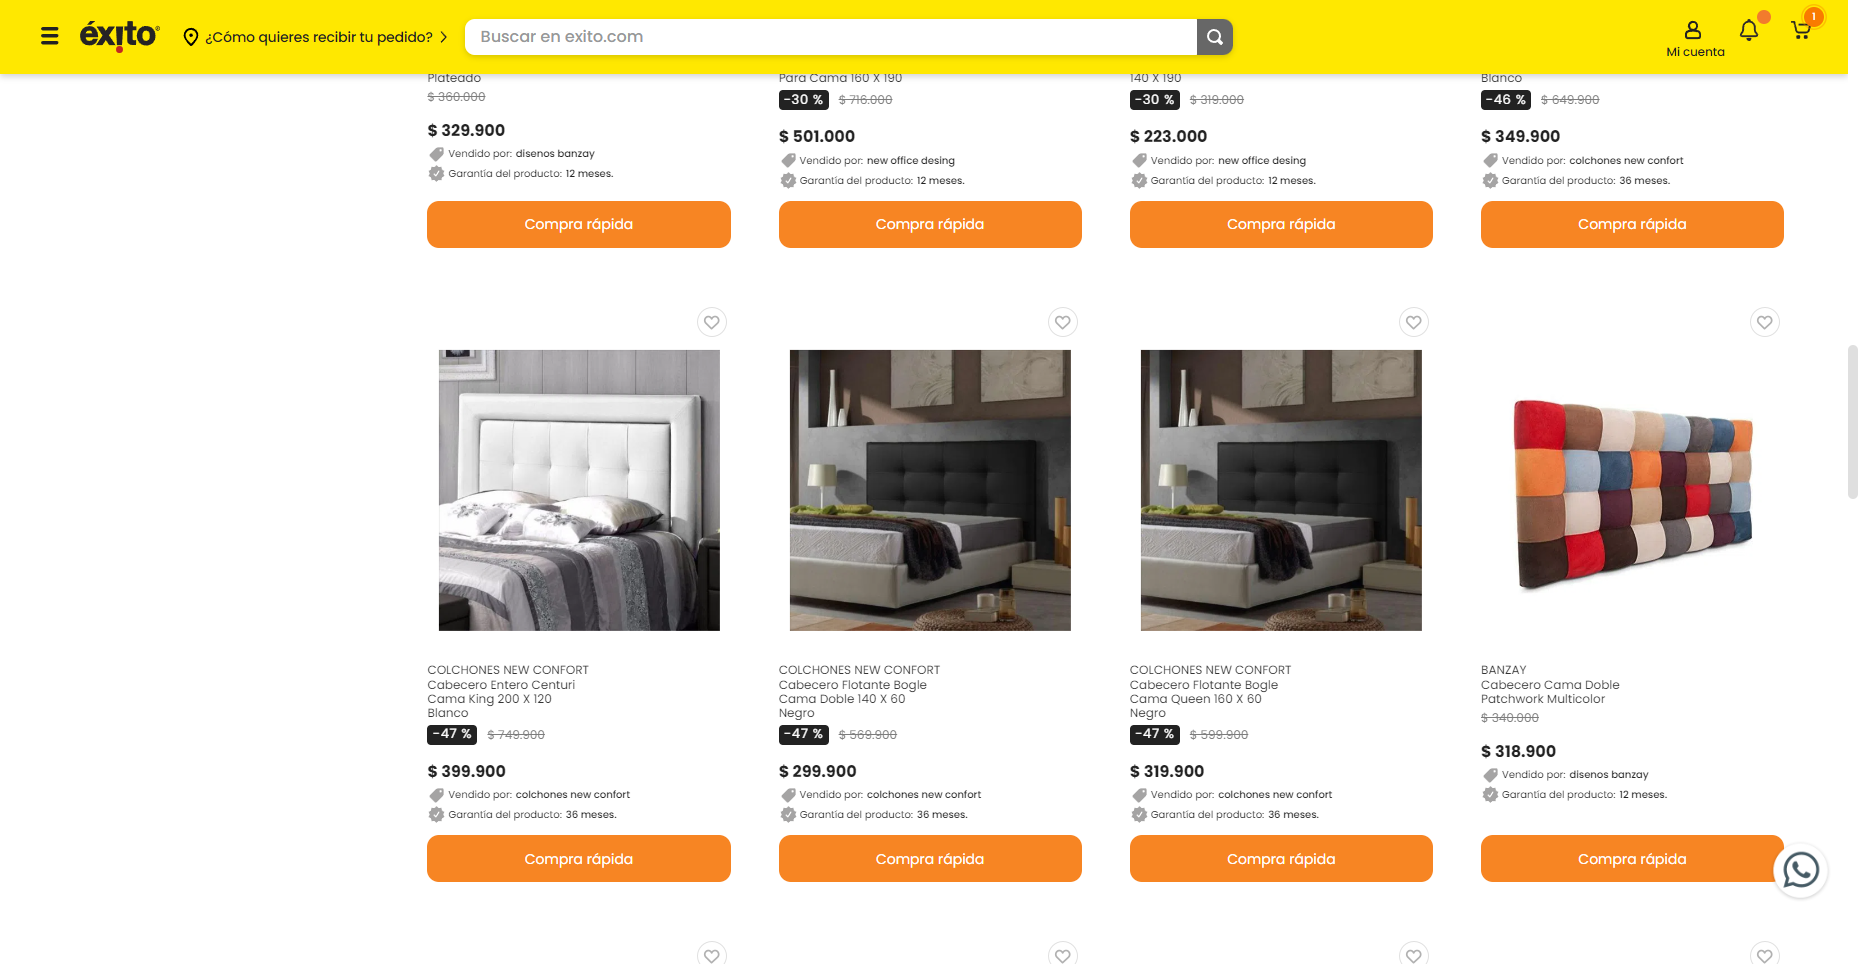 éxito
¿Cómo quieres recibir tu pedido?
Buscar en exito.com
Mi cuenta
1
Plateado
$ 360.000
$ 329.900
Vendido por: disenos banzay
Garantía del producto: 12 meses.
Compra rápida
Para Cama 160 X 190
-30 % $ 716.000
$ 501.000
Vendido por: new office desing
Garantía del producto: 12 meses.
Compra rápida
140 X 190
-30 % $ 319.000
$ 223.000
Vendido por: new office desing
Garantía del producto: 12 meses.
Compra rápida
Blanco
-46 % $ 649.900
$ 349.900
Vendido por: colchones new confort
Garantía del producto: 36 meses.
Compra rápida
COLCHONES NEW CONFORT
Cabecero Entero Centuri
Cama King 200 X 120
Blanco
-47 % $ 749.900
$ 399.900
Vendido por: colchones new confort
Garantía del producto: 36 meses.
Compra rápida
COLCHONES NEW CONFORT
Cabecero Flotante Bogle
Cama Doble 140 X 60
Negro
-47 % $ 569.900
$ 299.900
Vendido por: colchones new confort
Garantía del producto: 36 meses.
Compra rápida
COLCHONES NEW CONFORT
Cabecero Flotante Bogle
Cama Queen 160 X 60
Negro
-47 % $ 599.900
$ 319.900
Vendido por: colchones new confort
Garantía del producto: 36 meses.
Compra rápida
BANZAY
Cabecero Cama Doble
Patchwork Multicolor
$ 340.000
$ 318.900
Vendido por: disenos banzay
Garantía del producto: 12 meses.
Compra rápida